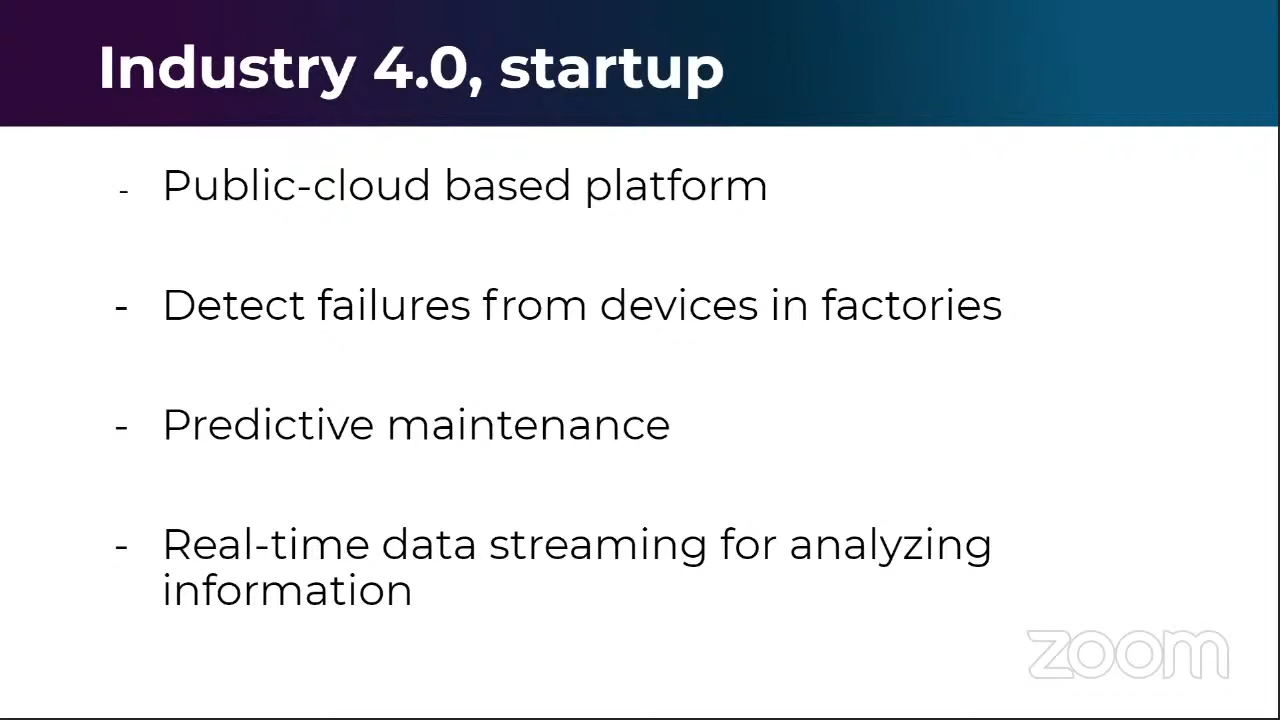 Industry 4.0, startup
- Public-cloud based platform
- Detect failures from devices in factories
- Predictive maintenance
- Real-time data streaming for analyzing
information
zoom